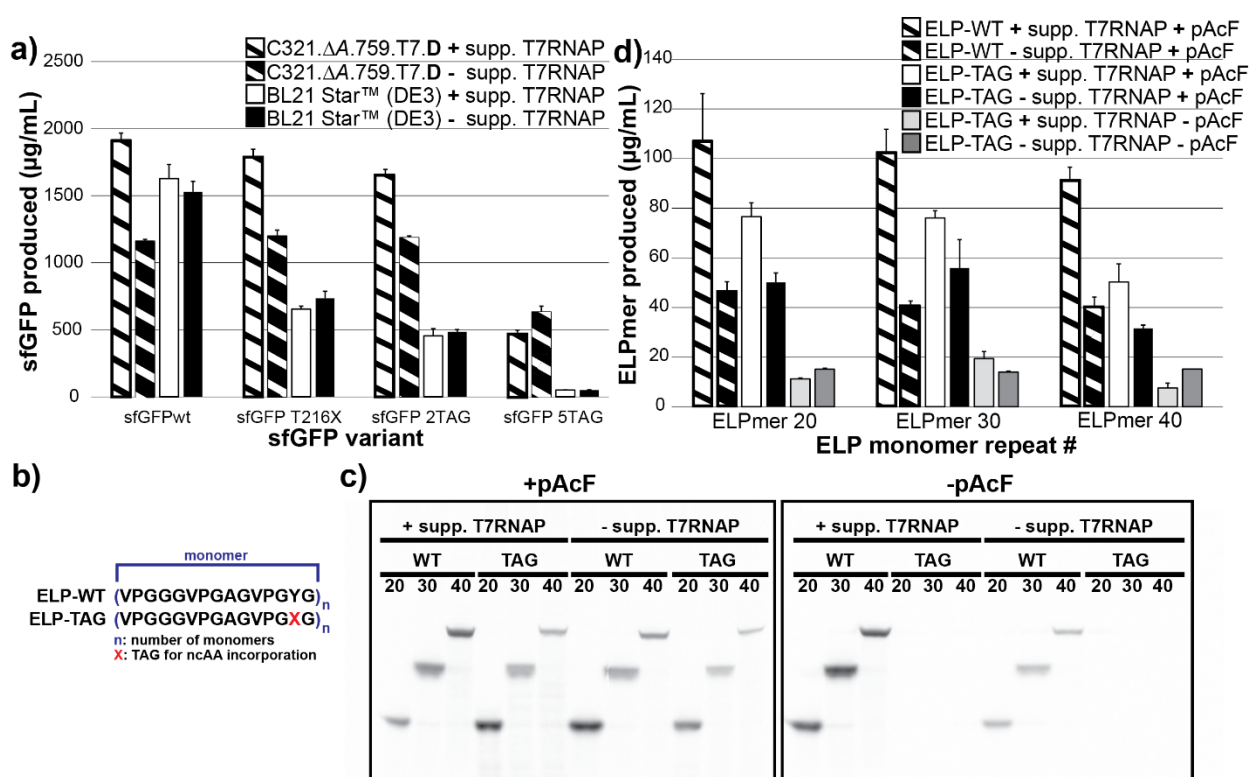 a)
C321.ΔA.759.T7.D + supp. T7RNAP
C321.ΔA.759.T7.D - supp. T7RNAP
BL21 Star™ (DE3) + supp. T7RNAP
BL21 Star™ (DE3) - supp. T7RNAP
sfGFP produced (µg/mL)
2500
2000
1500
1000
500
0
sfGFPwt sfGFP T216X sfGFP 2TAG sfGFP 5TAG
sfGFP variant
d)
ELP-WT + supp. T7RNAP + pAcF
ELP-WT - supp. T7RNAP + pAcF
ELP-TAG + supp. T7RNAP + pAcF
ELP-TAG - supp. T7RNAP + pAcF
ELP-TAG + supp. T7RNAP - pAcF
ELP-TAG - supp. T7RNAP - pAcF
ELPmer produced (µg/mL)
140
120
100
80
60
40
20
0
ELPmer 20 ELPmer 30 ELPmer 40
ELP monomer repeat #
b)
monomer
ELP-WT (VPGGGVPGAGVPGYG)n
ELP-TAG (VPGGGVPGAGVPGXG)n
n: number of monomers
X: TAG for ncAA incorporation
c)
+pAcF -pAcF
+ supp. T7RNAP - supp. T7RNAP + supp. T7RNAP - supp. T7RNAP
WT TAG WT TAG WT TAG WT TAG
20 30 40 20 30 40 20 30 40 20 30 40 20 30 40 20 30 40 20 30 40 20 30 40